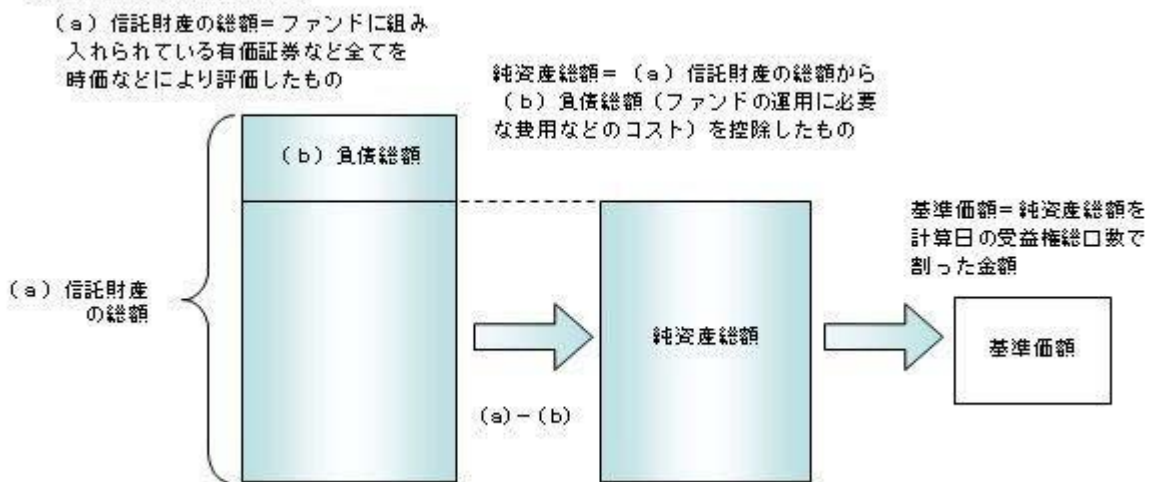 (a)信託財産の総額=ファンドに組み
入れられている有価証券など全てを
時価などにより評価したもの
純資産総額=(a)信託財産の総額から
(b)負債総額(ファンドの運用に必要
な費用などのコスト)を控除したもの
(b)負債総額
基準価額=純資産総額を
計算日の受益権総口数で
割った金額
(a)信託財産
の総額
純資産総額
基準価額
(a)-(b)